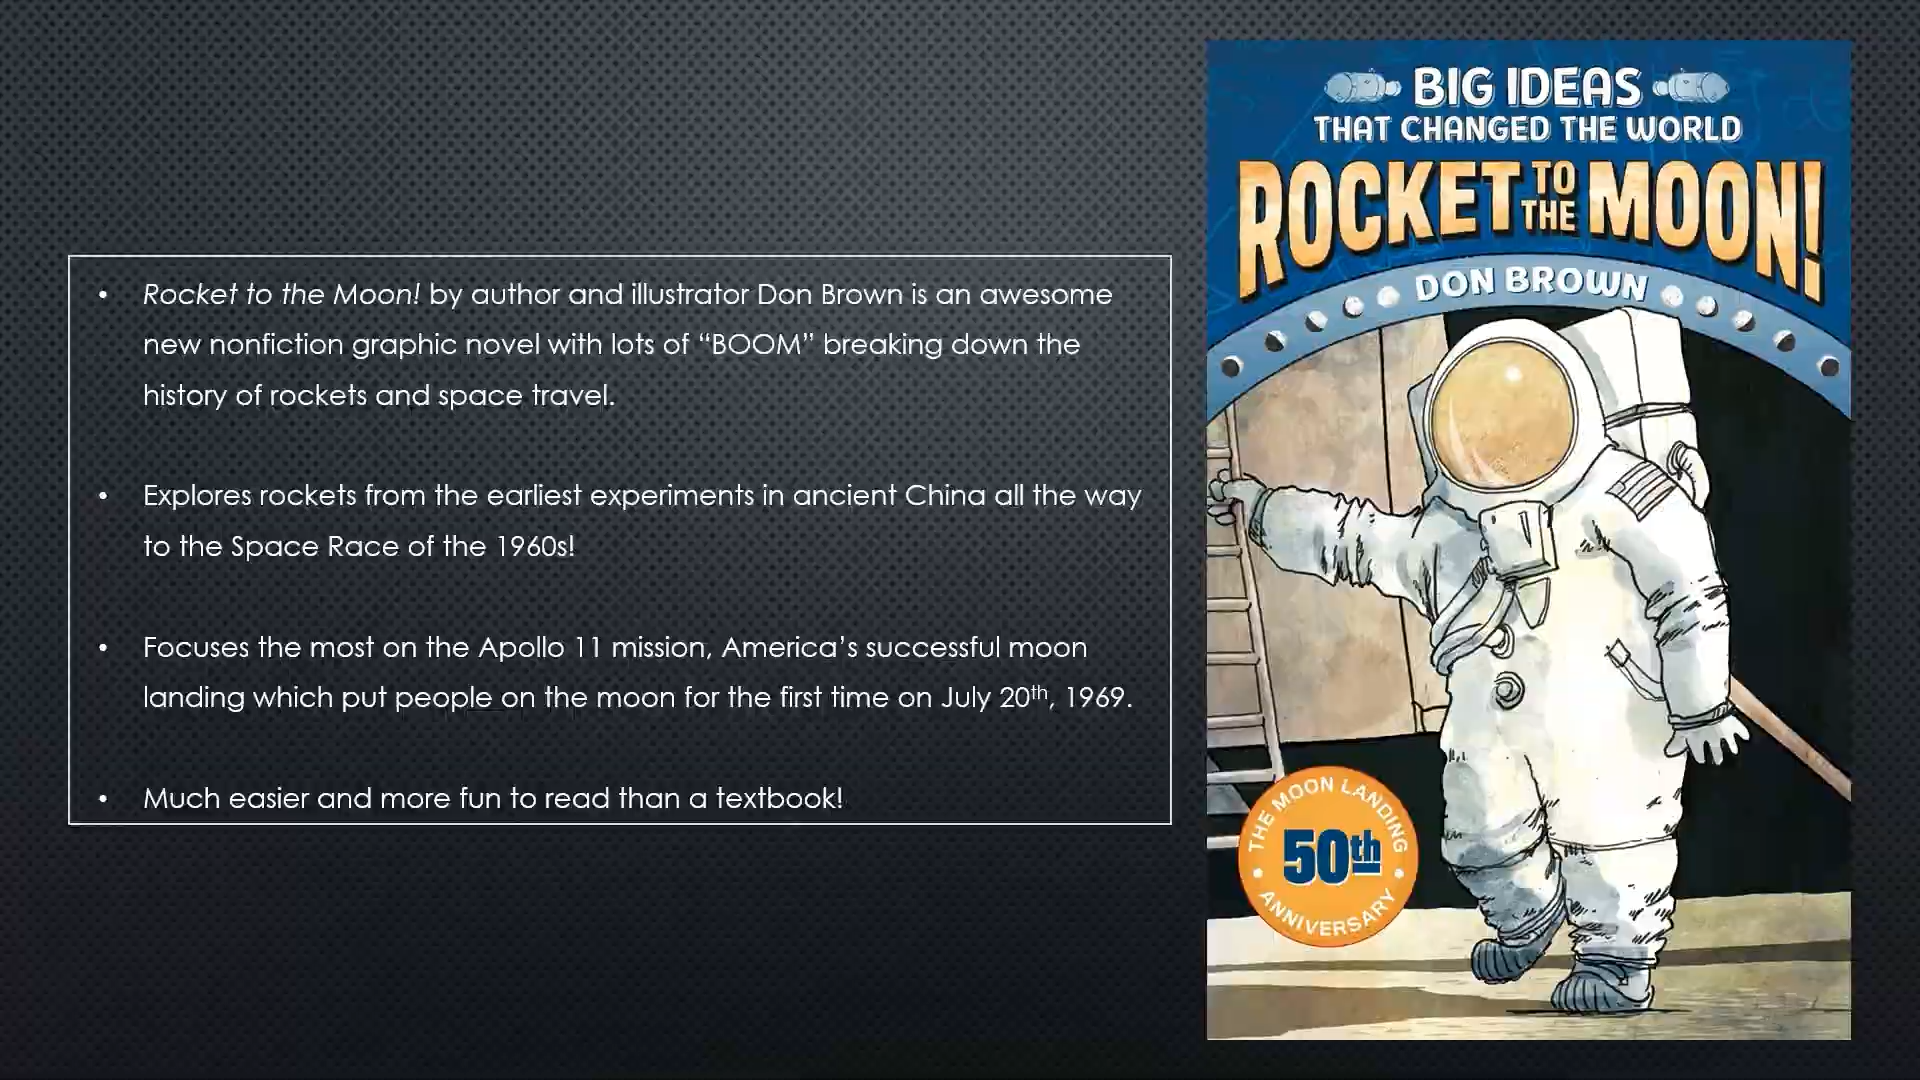 • Rocket to the Moon! by author and illustrator Don Brown is an awesome
new nonfiction graphic novel with lots of “BOOM” breaking down the
history of rockets and space travel.
• Explores rockets from the earliest experiments in ancient China all the way
to the Space Race of the 1960s!
• Focuses the most on the Apollo 11 mission, America’s successful moon
landing which put people on the moon for the first time on July 20th, 1969.
• Much easier and more fun to read than a textbook!
BIG IDEAS
THAT CHANGED THE WORLD
ROCKET TO THE MOON!
DON BROWN
THE MOON LANDING
50th
ANNIVERSARY